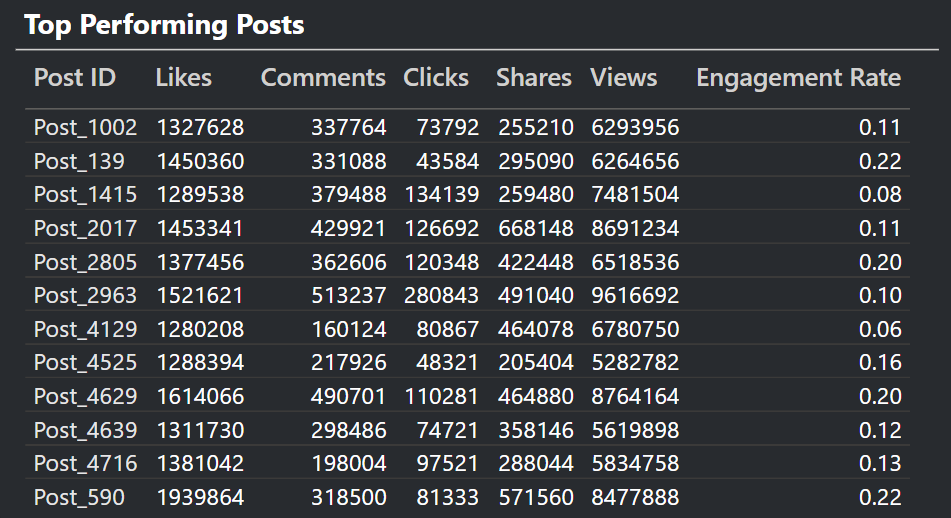 Top Performing Posts
Post ID Likes Comments Clicks Shares Views Engagement Rate
Post_1002 1327628 337764 73792 255210 6293956 0.11
Post_139 1450360 331088 43584 295090 6264656 0.22
Post_1415 1289538 379488 134139 259480 7481504 0.08
Post_2017 1453341 429921 126692 668148 8691234 0.11
Post_2805 1377456 362606 120348 422448 6518536 0.20
Post_2963 1521621 513237 280843 491040 9616692 0.10
Post_4129 1280208 160124 80867 464078 6780750 0.06
Post_4525 1288394 217926 48321 205404 5282782 0.16
Post_4629 1614066 490701 110281 464880 8764164 0.20
Post_4639 1311730 298486 74721 358146 5619898 0.12
Post_4716 1381042 198004 97521 288044 5834758 0.13
Post_590 1939864 318500 81333 571560 8477888 0.22